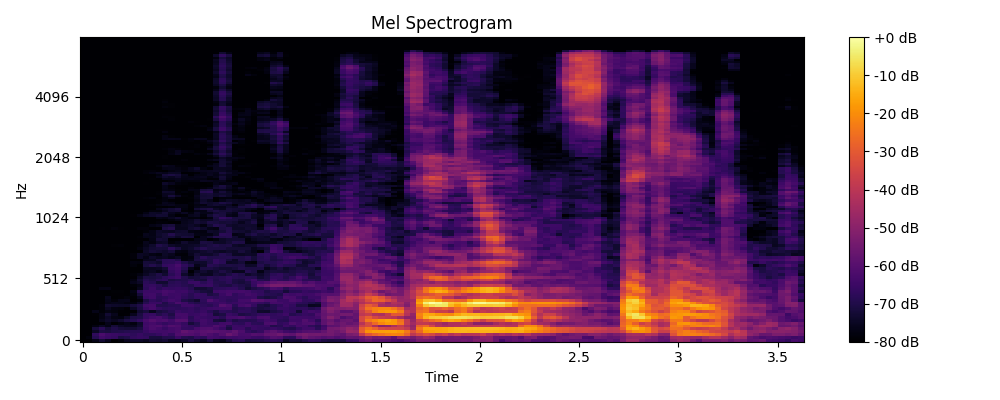 Mel Spectrogram
Hz
4096
2048
1024
512
0
0
0.5
1
1.5
2
2.5
3
3.5
Time
+0 dB
-10 dB
-20 dB
-30 dB
-40 dB
-50 dB
-60 dB
-70 dB
-80 dB